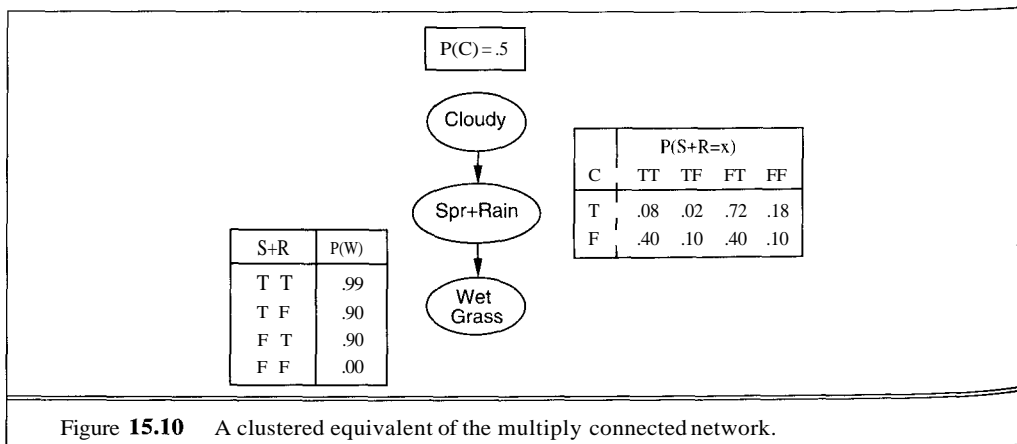 P(C) = .5
Cloudy
P(S+R=x)
C TT TF FT FF
T .08 .02 .72 .18
F .40 .10 .40 .10
Spr+Rain
S+R P(W)
T T .99
T F .90
F T .90
F F .00
Wet
Grass
Figure 15.10 A clustered equivalent of the multiply connected network.